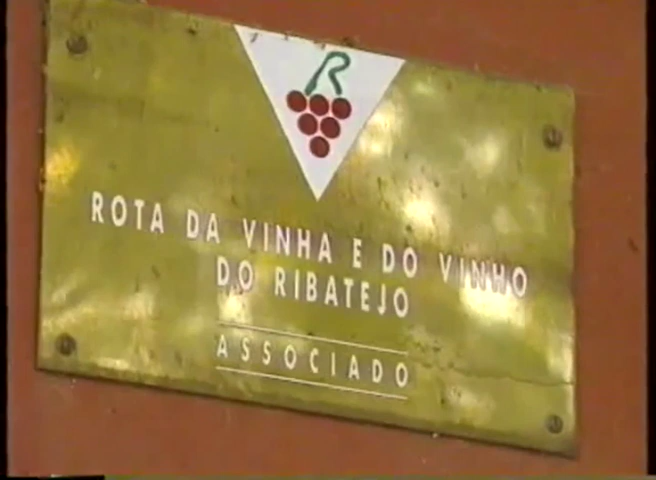 R
ROTA DA VINHA E DO VINHO
DO RIBATEJO
ASSOCIADO